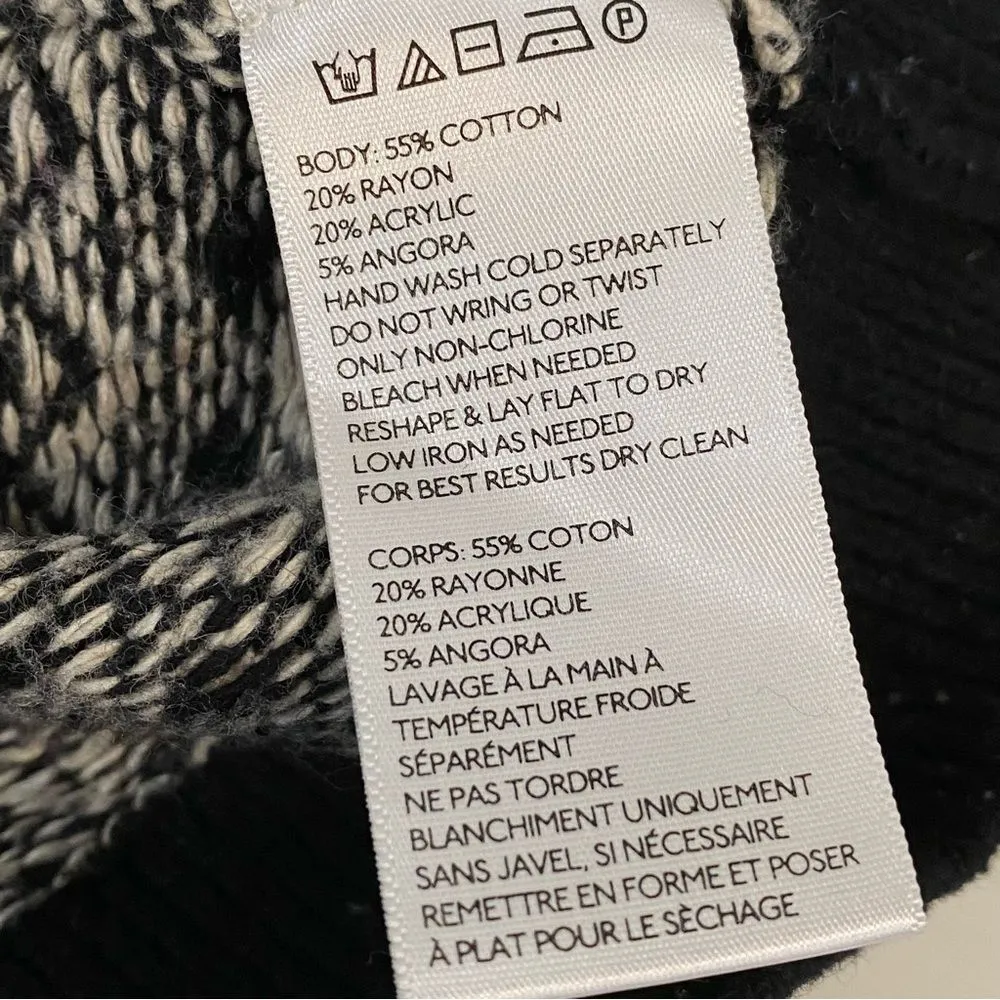 P
BODY: 55% COTTON
20% RAYON
20% ACRYLIC
5% ANGORA
HAND WASH COLD SEPARATELY
DO NOT WRING OR TWIST
ONLY NON-CHLORINE
BLEACH WHEN NEEDED
RESHAPE & LAY FLAT TO DRY
LOW IRON AS NEEDED
FOR BEST RESULTS DRY CLEAN
CORPS: 55% COTON
20% RAYONNE
20% ACRYLIQUE
5% ANGORA
LAVAGE À LA MAIN À
TEMPÉRATURE FROIDE
SÉPARÉMENT
NE PAS TORDRE
BLANCHIMENT UNIQUEMENT
SANS JAVEL, SI NÉCESSAIRE
REMETTRE EN FORME ET POSER
À PLAT POUR LE SÈCHAGE